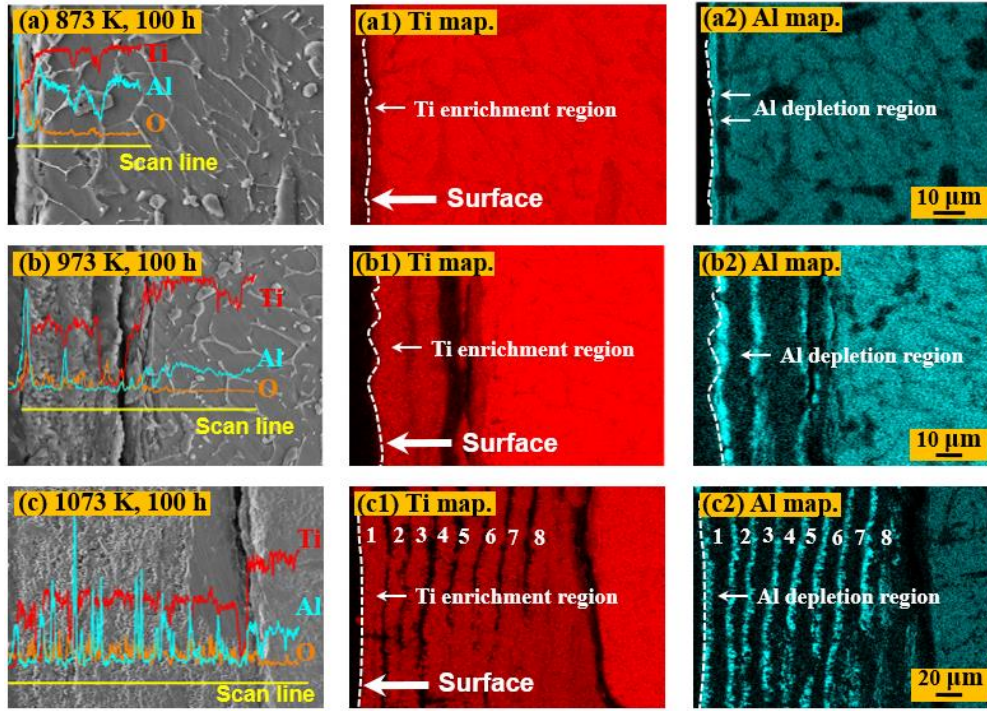 (a) 873 K, 100 h
Ti
Al
O
Scan line
(a1) Ti map.
Ti enrichment region
Surface
(a2) Al map.
Al depletion region
10 μm
(b) 973 K, 100 h
Ti
Al
O
Scan line
(b1) Ti map.
Ti enrichment region
Surface
(b2) Al map.
Al depletion region
10 μm
(c) 1073 K, 100 h
Ti
Al
O
Scan line
(c1) Ti map.
1 2 3 4 5 6 7 8
Ti enrichment region
Surface
(c2) Al map.
1 2 3 4 5 6 7 8
Al depletion region
20 μm